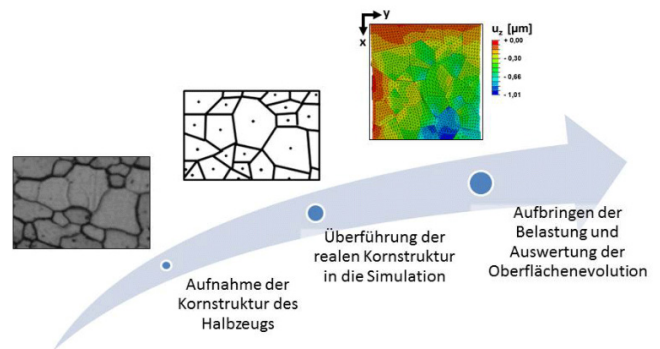 y
x
u_z [µm]
+ 0,00
- 0,30
- 0,66
- 1,01
Aufnahme der
Kornstruktur des
Halbzeugs
Überführung der
realen Kornstruktur
in die Simulation
Aufbringen der
Belastung und
Auswertung der
Oberflächenevolution